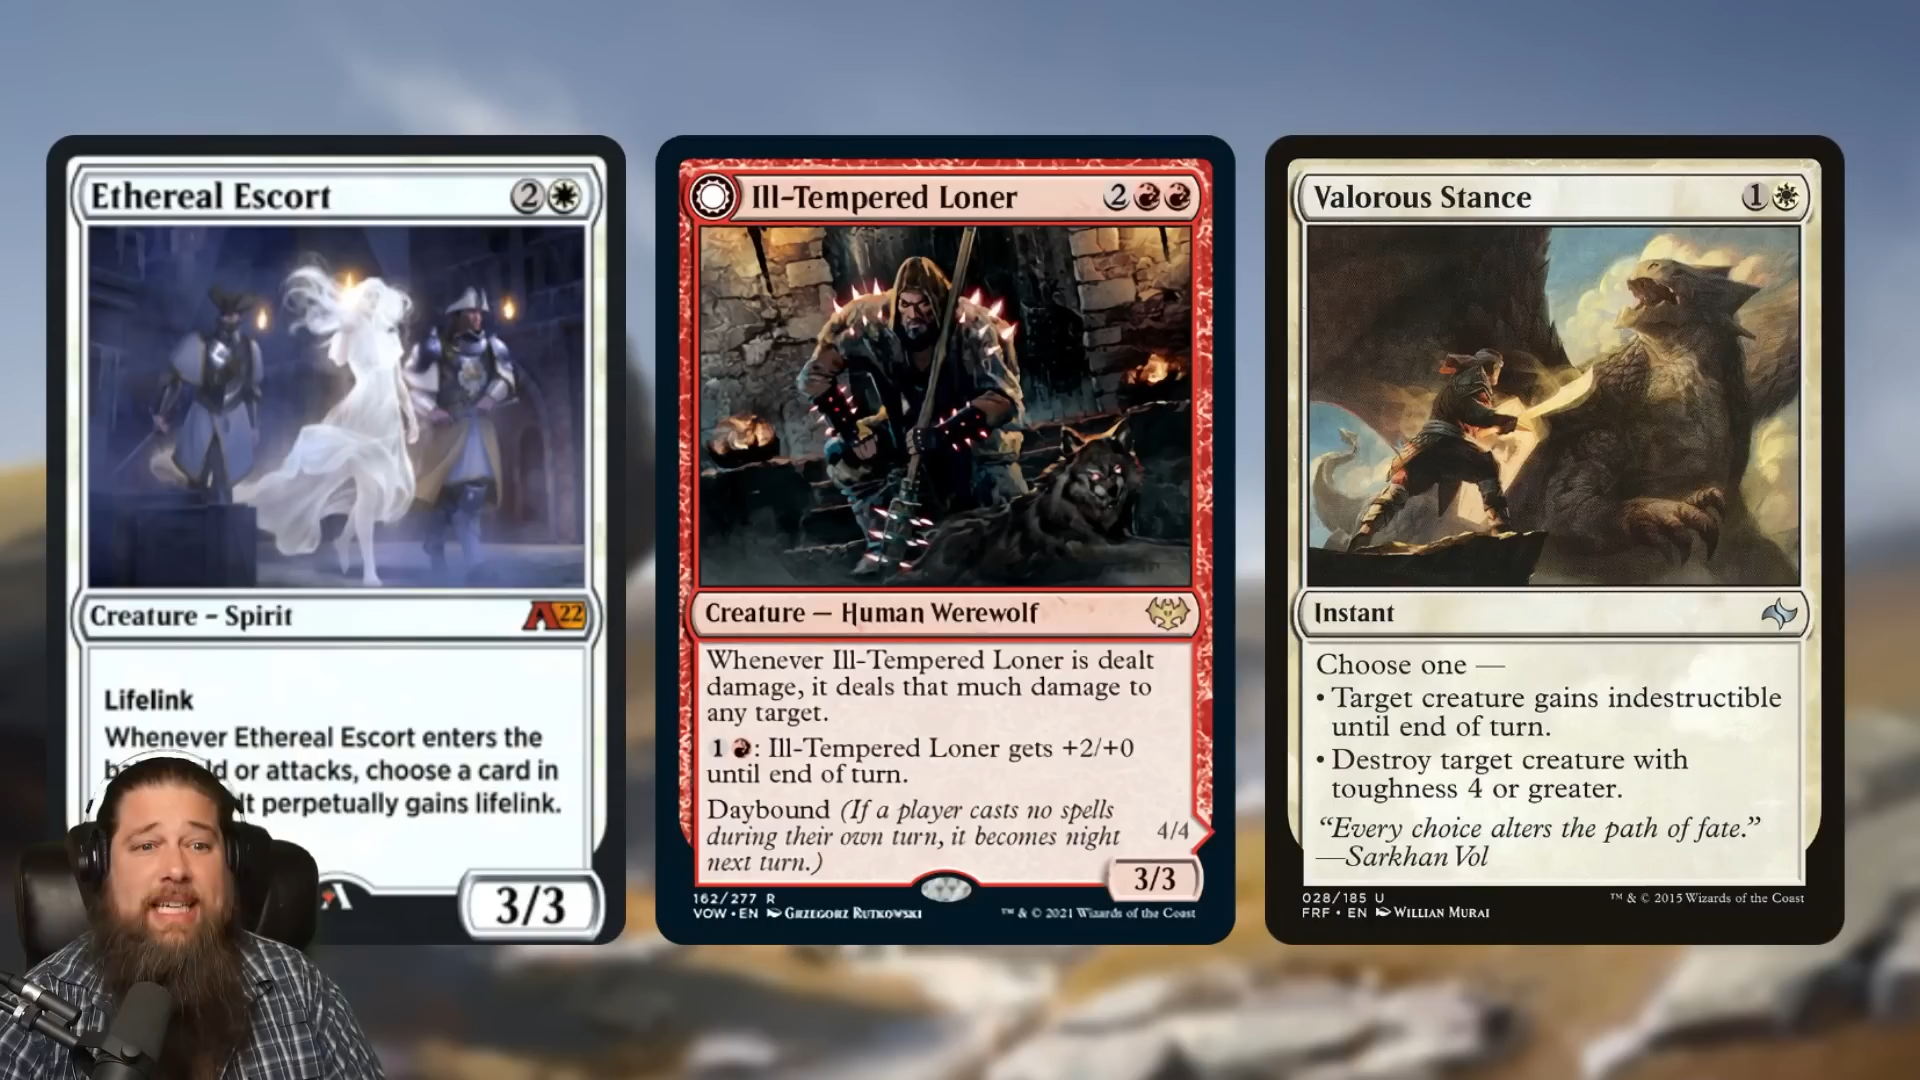 Ethereal Escort 2
Creature – Spirit A22
Lifelink
Whenever Ethereal Escort enters the
or attacks, choose a card in
It perpetually gains lifelink.
3/3
Ill-Tempered Loner 2
Creature — Human Werewolf
Whenever Ill-Tempered Loner is dealt
damage, it deals that much damage to
any target.
1 : Ill-Tempered Loner gets +2/+0
until end of turn.
Daybound (If a player casts no spells
during their own turn, it becomes night
next turn.)
4/4
3/3
162/277 R
VOW • EN Grzegorz Rutkowski
™ & © 2021 Wizards of the Coast
Valorous Stance 1
Instant
Choose one —
• Target creature gains indestructible
until end of turn.
• Destroy target creature with
toughness 4 or greater.
“Every choice alters the path of fate.”
—Sarkhan Vol
028/185 U
FRF • EN Willian Murai
™ & © 2015 Wizards of the Coast